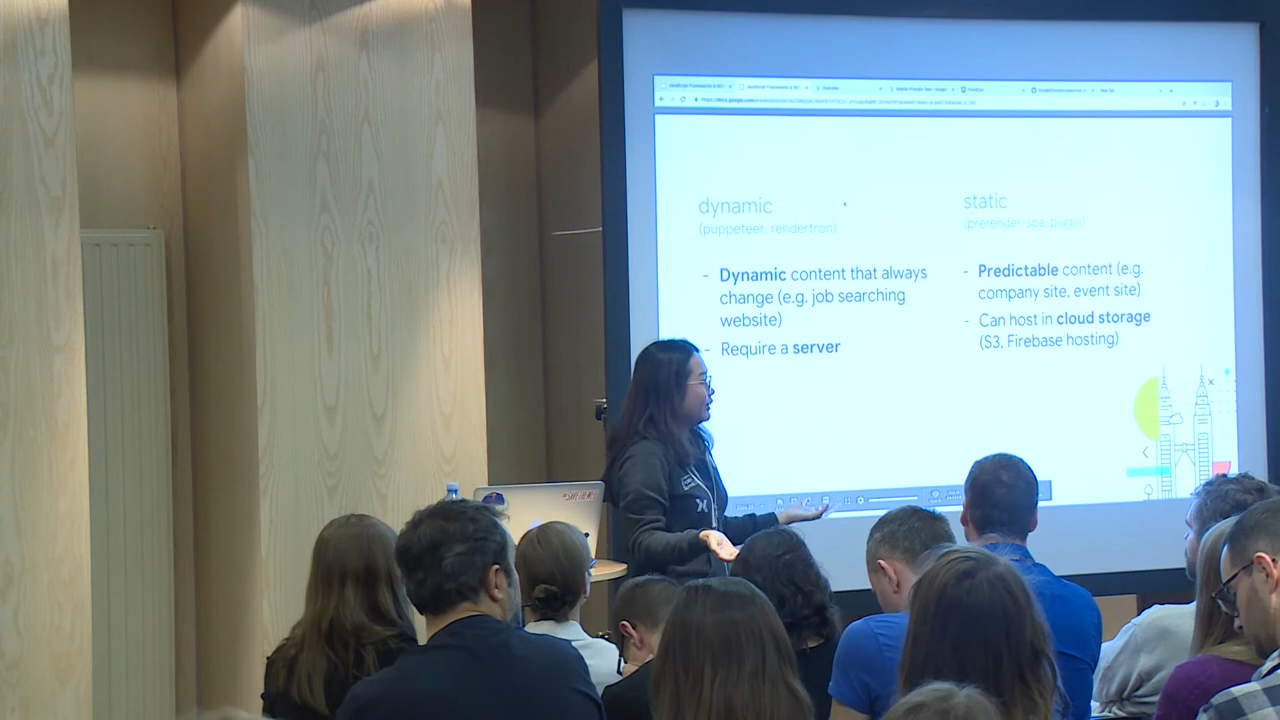 dynamic
(puppeteer, rendertron)
- Dynamic content that always
change (e.g. job searching
website)
- Require a server
static
(prerender-spa-plugin)
- Predictable content (e.g.
company site, event site)
- Can host in cloud storage
(S3, Firebase hosting)